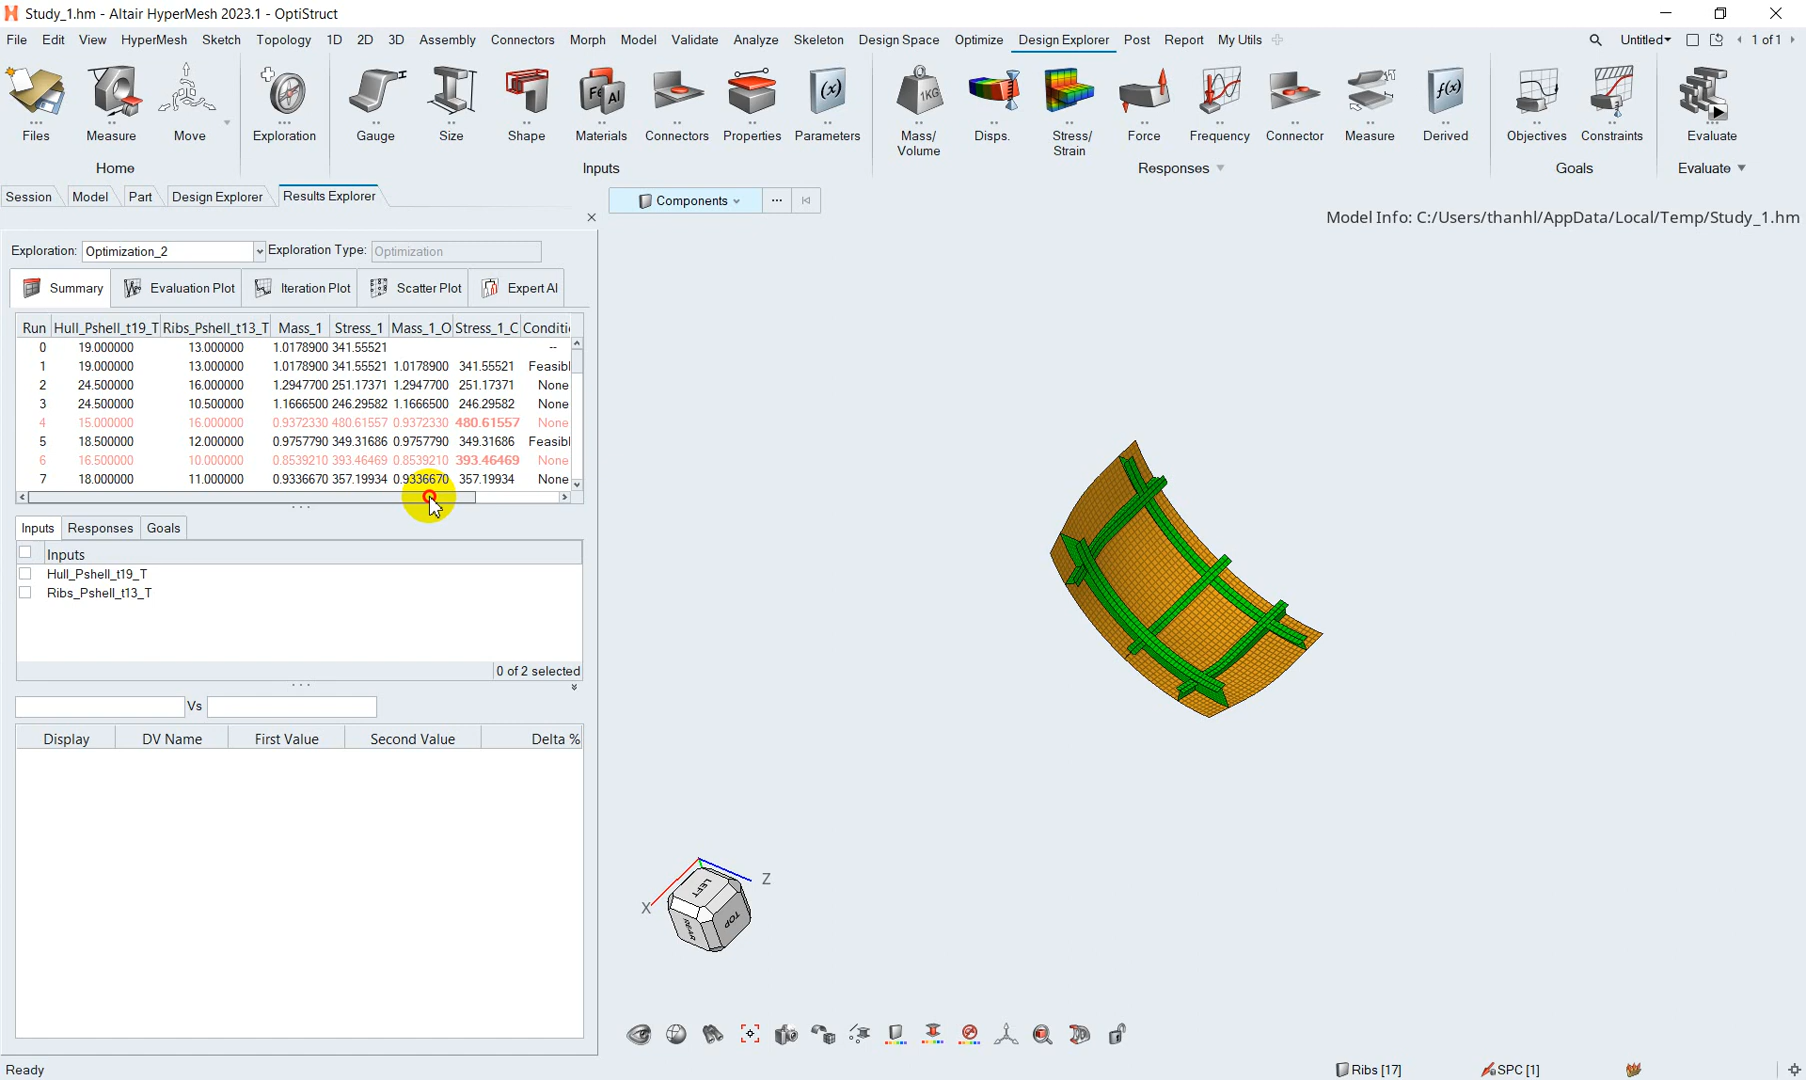 Study_1.hm - Altair HyperMesh 2023.1 - OptiStruct
File Edit View HyperMesh Sketch Topology 1D 2D 3D Assembly Connectors Morph Model Validate Analyze Skeleton Design Space Optimize Design Explorer Post Report My Utils Untitled 1 of 1
Files Measure Move Exploration Gauge Size Shape Materials Connectors Properties Parameters Mass/ Volume Disps. Stress/ Strain Force Frequency Connector Measure Derived Objectives Constraints Evaluate
Home Inputs Responses Goals Evaluate
Session Model Part Design Explorer Results Explorer
Components
Model Info: C:/Users/thanhl/AppData/Local/Temp/Study_1.hm
Exploration: Optimization_2 Exploration Type: Optimization
Summary Evaluation Plot Iteration Plot Scatter Plot Expert AI
Run Hull_Pshell_t19_T Ribs_Pshell_t13_T Mass_1 Stress_1 Mass_1_O Stress_1_C Conditi
0 19.000000 13.000000 1.0178900 341.55521 --
1 19.000000 13.000000 1.0178900 341.55521 1.0178900 341.55521 Feasibl
2 24.500000 16.000000 1.2947700 251.17371 1.2947700 251.17371 None
3 24.500000 10.500000 1.1666500 246.29582 1.1666500 246.29582 None
4 15.000000 16.000000 0.9372330 480.61557 0.9372330 480.61557 None
5 18.500000 12.000000 0.9757790 349.31686 0.9757790 349.31686 Feasibl
6 16.500000 10.000000 0.8539210 393.46469 0.8539210 393.46469 None
7 18.000000 11.000000 0.9336670 357.19934 0.9336670 357.19934 None
Inputs Responses Goals
Inputs
Hull_Pshell_t19_T
Ribs_Pshell_t13_T
0 of 2 selected
Vs
Display DV Name First Value Second Value Delta %
X
Z
LEFT
TOP
REAR
Ready
Ribs [17]
SPC [1]